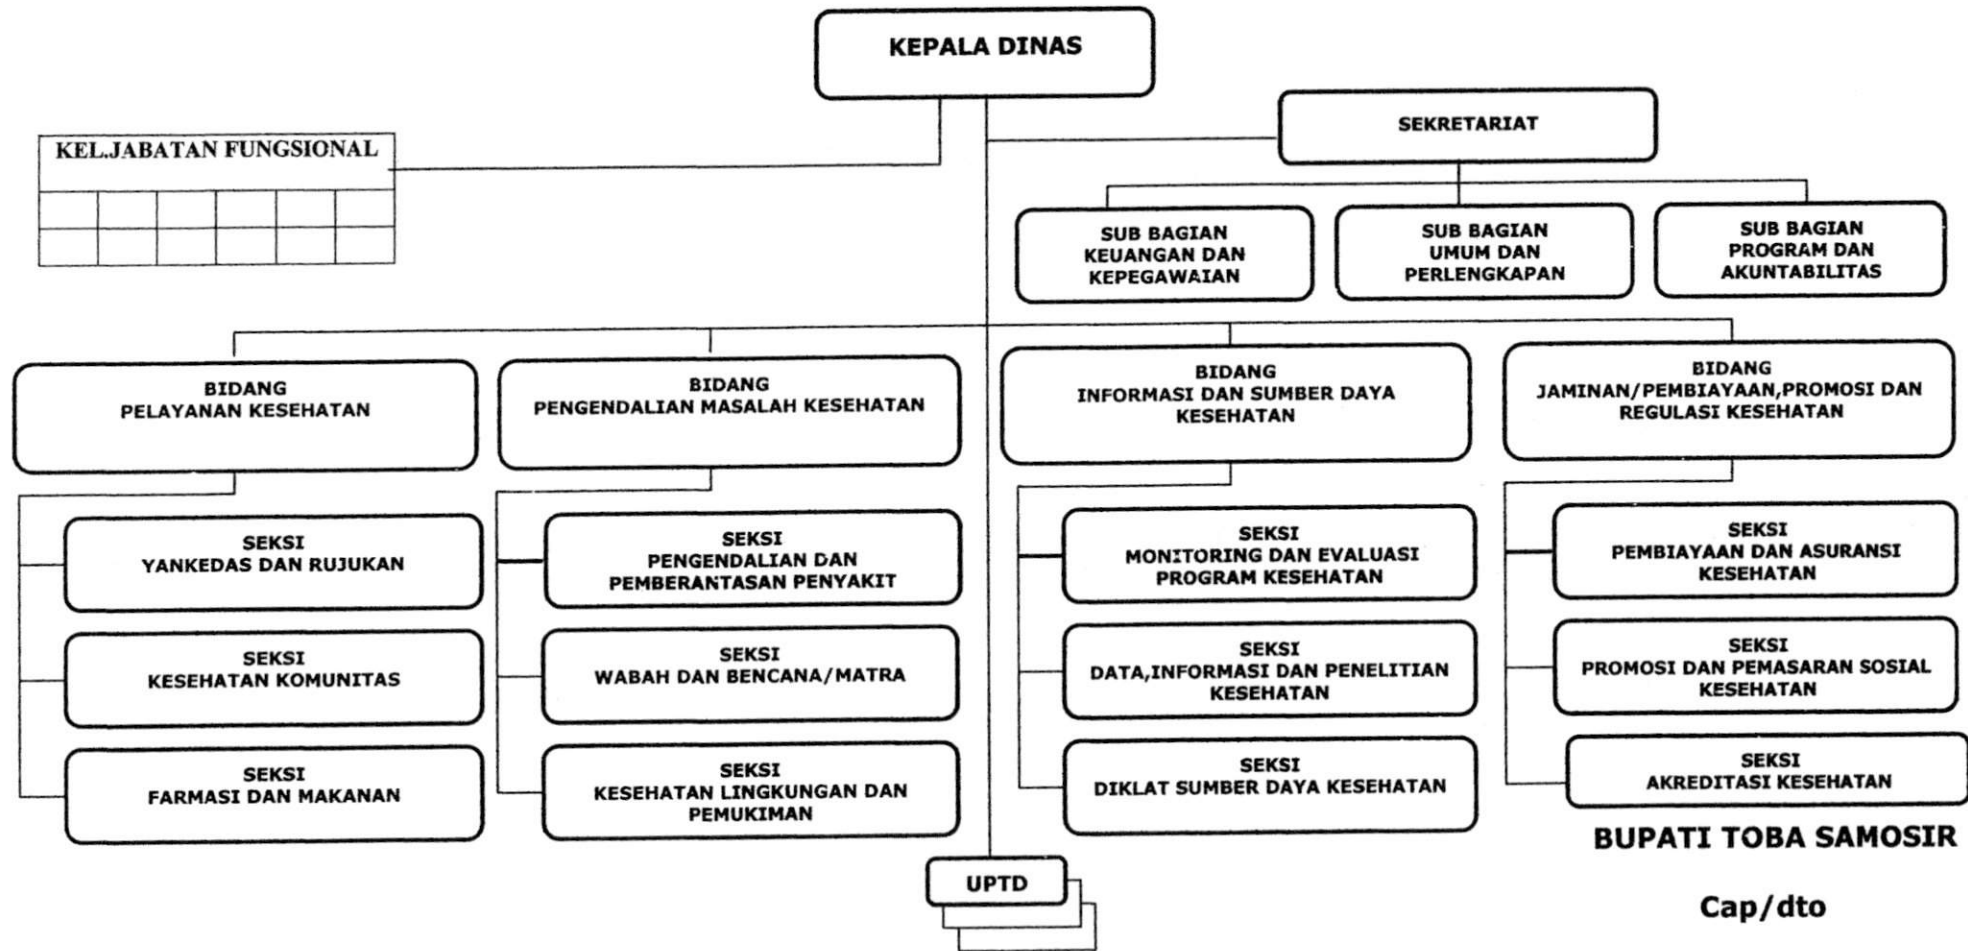 KEPALA DINAS
SEKRETARIAT
KEL.JABATAN FUNGSIONAL
SUB BAGIAN
KEUANGAN DAN
KEPEGAWAIAN
SUB BAGIAN
UMUM DAN
PERLENGKAPAN
SUB BAGIAN
PROGRAM DAN
AKUNTABILITAS
BIDANG
PELAYANAN KESEHATAN
BIDANG
PENGENDALIAN MASALAH KESEHATAN
BIDANG
INFORMASI DAN SUMBER DAYA
KESEHATAN
BIDANG
JAMINAN/PEMBIAYAAN,PROMOSI DAN
REGULASI KESEHATAN
SEKSI
YANKEDAS DAN RUJUKAN
SEKSI
KESEHATAN KOMUNITAS
SEKSI
FARMASI DAN MAKANAN
SEKSI
PENGENDALIAN DAN
PEMBERANTASAN PENYAKIT
SEKSI
WABAH DAN BENCANA/MATRA
SEKSI
KESEHATAN LINGKUNGAN DAN
PEMUKIMAN
SEKSI
MONITORING DAN EVALUASI
PROGRAM KESEHATAN
SEKSI
DATA,INFORMASI DAN PENELITIAN
KESEHATAN
SEKSI
DIKLAT SUMBER DAYA KESEHATAN
SEKSI
PEMBIAYAAN DAN ASURANSI
KESEHATAN
SEKSI
PROMOSI DAN PEMASARAN SOSIAL
KESEHATAN
SEKSI
AKREDITASI KESEHATAN
UPTD
BUPATI TOBA SAMOSIR
Cap/dto